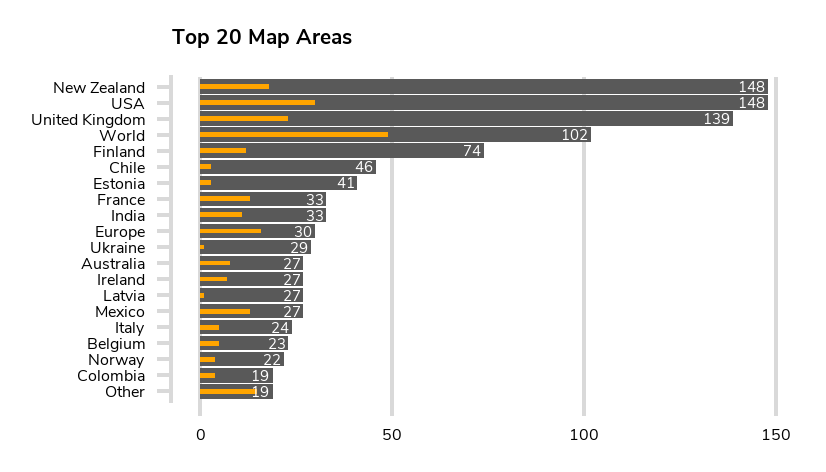 Top 20 Map Areas
New Zealand 148
USA 148
United Kingdom 139
World 102
Finland 74
Chile 46
Estonia 41
France 33
India 33
Europe 30
Ukraine 29
Australia 27
Ireland 27
Latvia 27
Mexico 27
Italy 24
Belgium 23
Norway 22
Colombia 19
Other 19
0 50 100 150